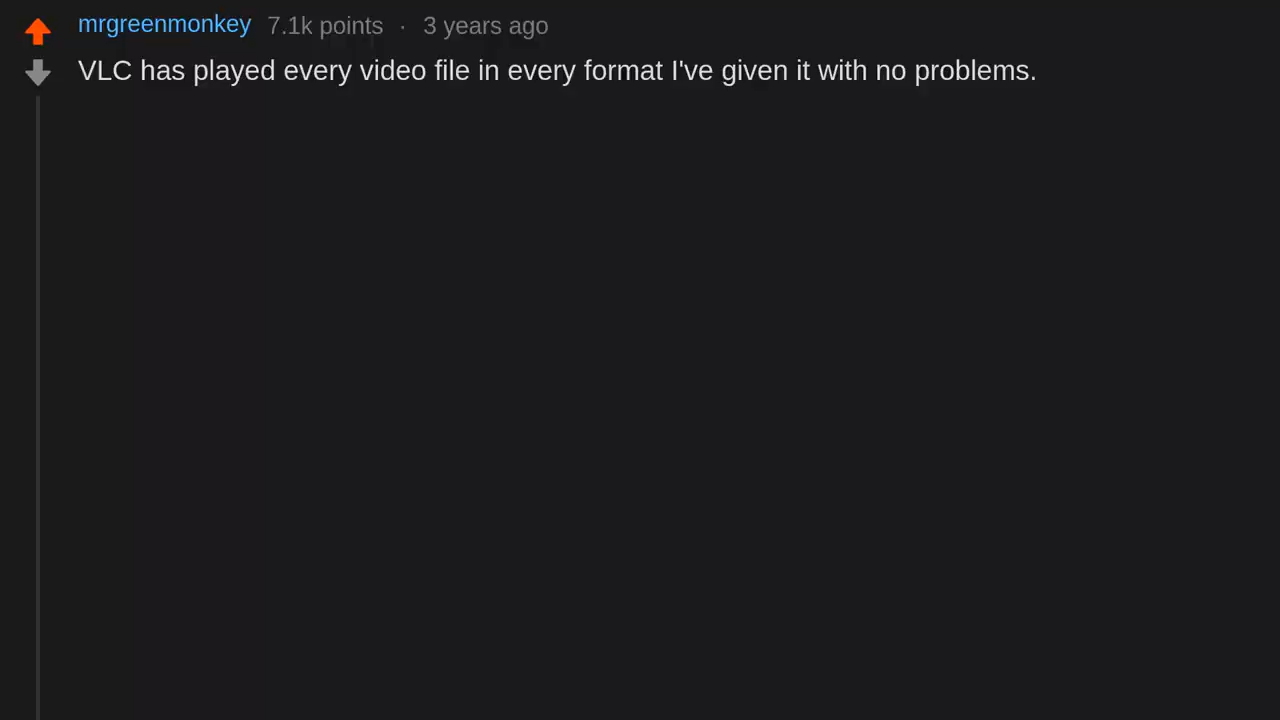 mrgreenmonkey 7.1k points · 3 years ago
VLC has played every video file in every format I've given it with no problems.